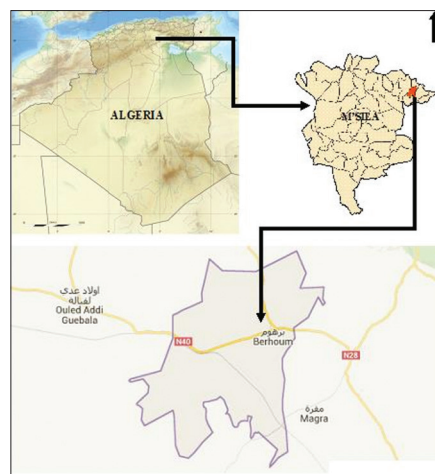 ALGERIA
M'SILA
اولاد عدي
لقبالة
Ouled Addi
Guebala
برهوم
Berhoum
N40
N28
مقرة
Magra